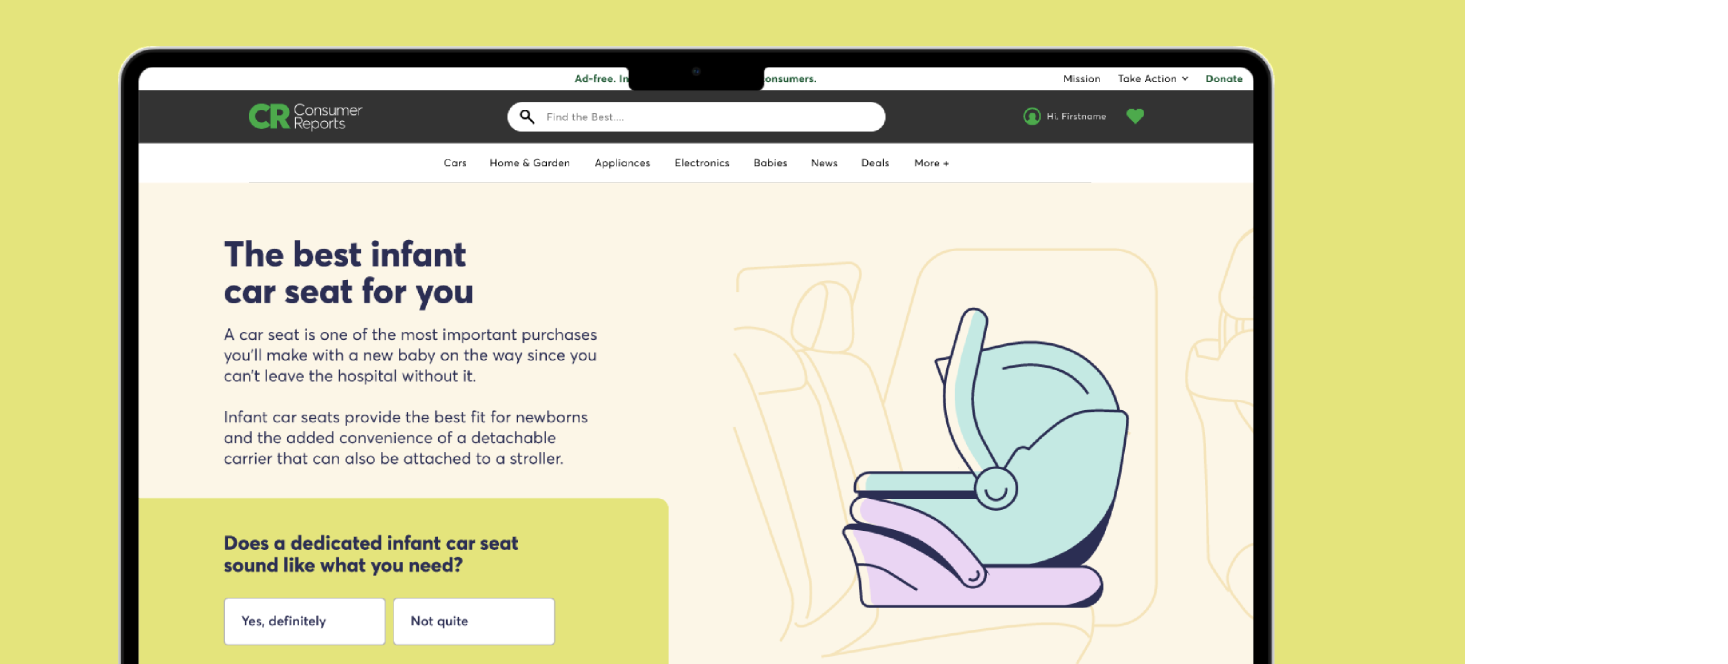 Ad-free. In onsumers.
Mission Take Action Donate
CR Consumer
Reports
Find the Best....
Hi, Firstname
Cars Home & Garden Appliances Electronics Babies News Deals More +
The best infant
car seat for you
A car seat is one of the most important purchases
you'll make with a new baby on the way since you
can't leave the hospital without it.
Infant car seats provide the best fit for newborns
and the added convenience of a detachable
carrier that can also be attached to a stroller.
Does a dedicated infant car seat
sound like what you need?
Yes, definitely
Not quite